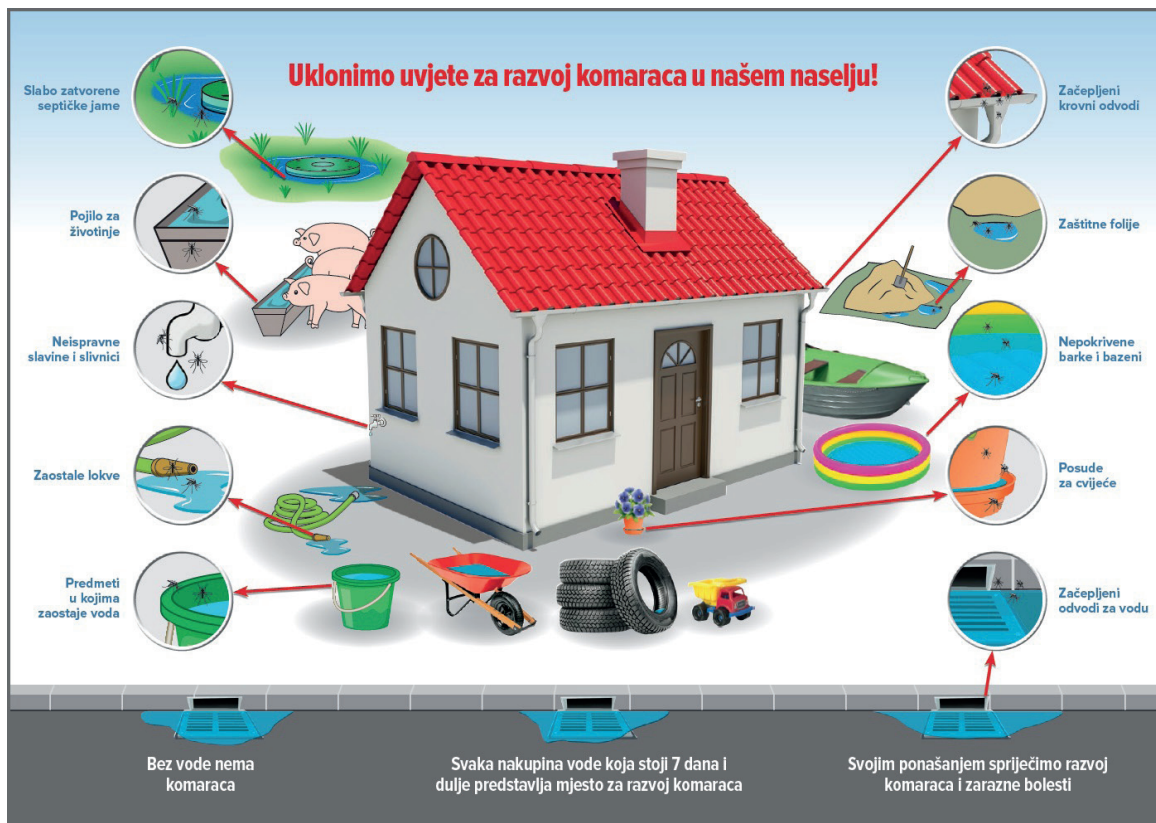 Uklonimo uvjete za razvoj komaraca u našem naselju!
Slabo zatvorene
septičke jame
Pojilo za
životinje
Neispravne
slavine i slivnici
Zaostale lokve
Predmeti
u kojima
zaostaje voda
Začepljeni
krovni odvodi
Zaštitne folije
Nepokrivene
barke i bazeni
Posude
za cvijeće
Začepljeni
odvodi za vodu
Bez vode nema
komaraca
Svaka nakupina vode koja stoji 7 dana i
dulje predstavlja mjesto za razvoj komaraca
Svojim ponašanjem spriječimo razvoj
komaraca i zarazne bolesti